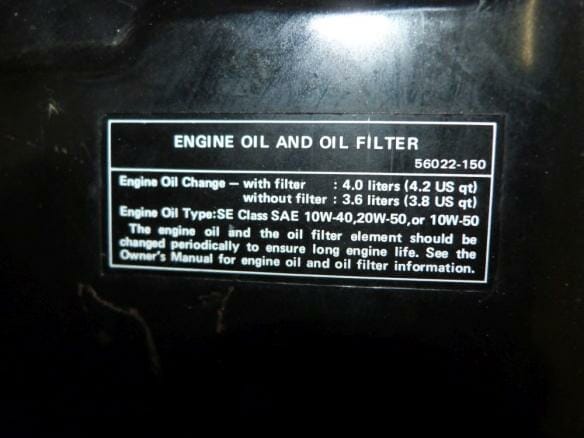 ENGINE OIL AND OIL FILTER
56022-150
Engine Oil Change – with filter : 4.0 liters (4.2 US qt)
without filter : 3.6 liters (3.8 US qt)
Engine Oil Type:SE Class SAE 10W-40,20W-50,or 10W-50
The engine oil and the oil filter element should be
changed periodically to ensure long engine life. See the
Owner's Manual for engine oil and oil filter information.